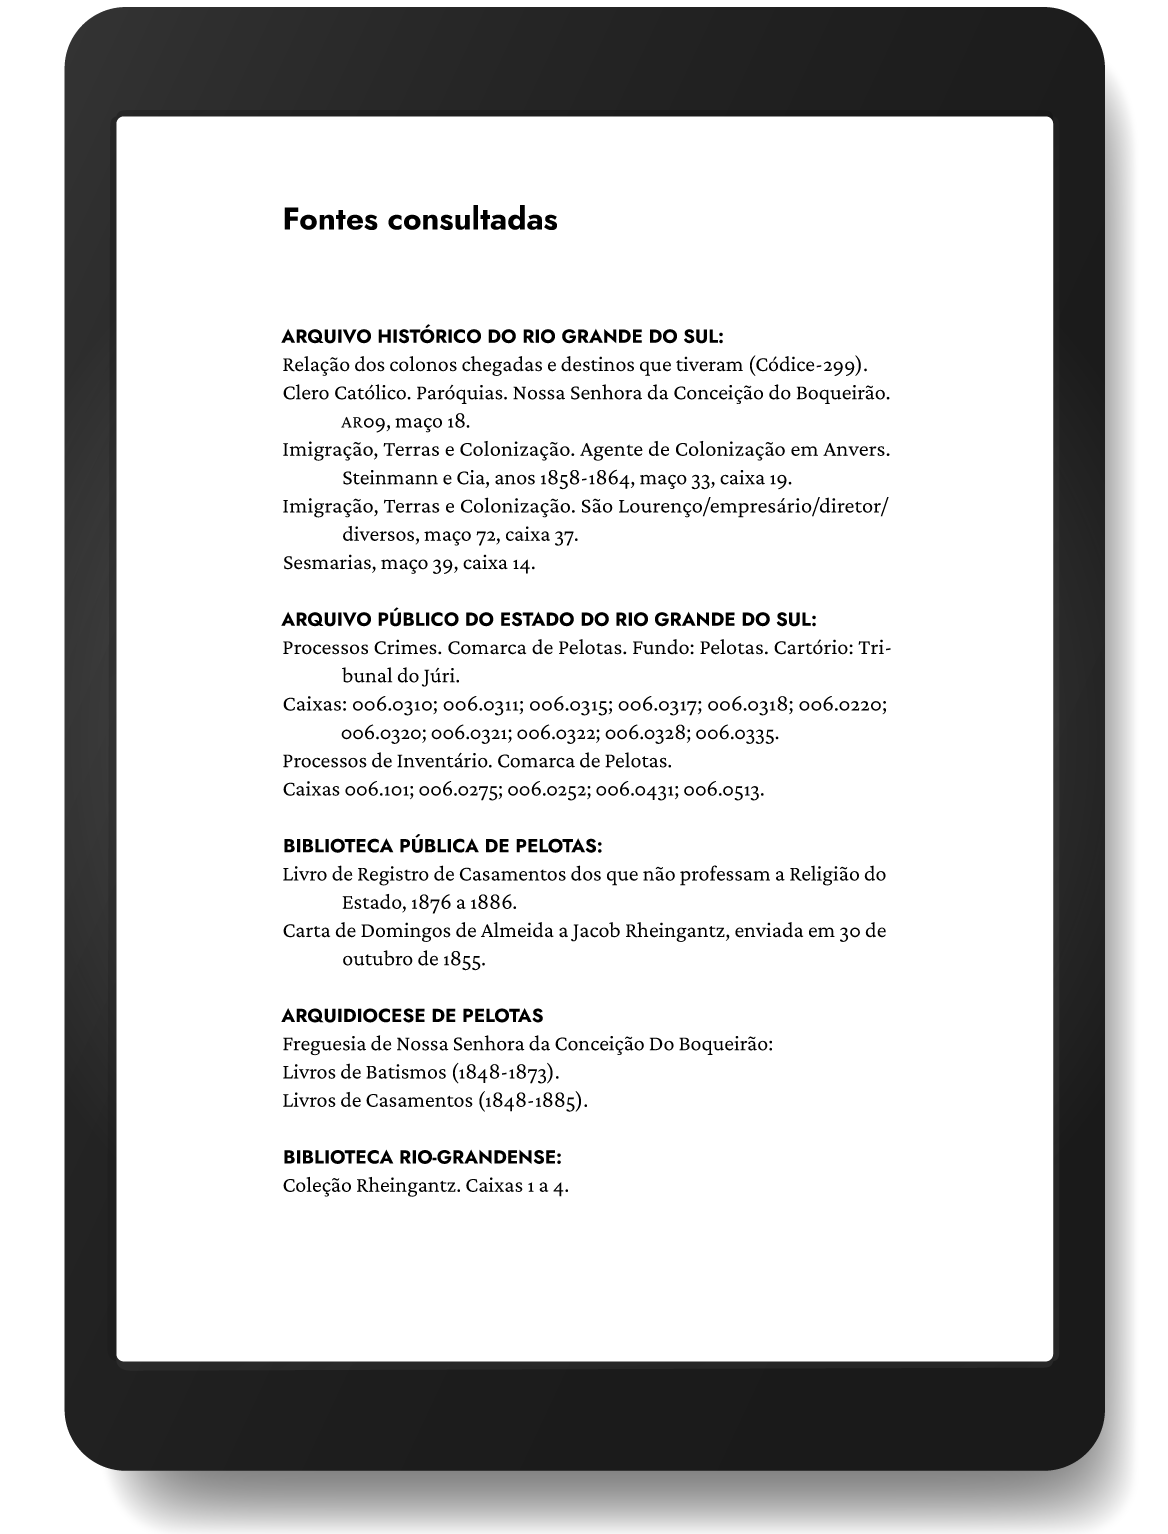 Fontes consultadas
ARQUIVO HISTÓRICO DO RIO GRANDE DO SUL:
Relação dos colonos chegadas e destinos que tiveram (Códice-299).
Clero Católico. Paróquias. Nossa Senhora da Conceição do Boqueirão.
AR09, maço 18.
Imigração, Terras e Colonização. Agente de Colonização em Anvers.
Steinmann e Cia, anos 1858-1864, maço 33, caixa 19.
Imigração, Terras e Colonização. São Lourenço/empresário/diretor/
diversos, maço 72, caixa 37.
Sesmarias, maço 39, caixa 14.
ARQUIVO PÚBLICO DO ESTADO DO RIO GRANDE DO SUL:
Processos Crimes. Comarca de Pelotas. Fundo: Pelotas. Cartório: Tri-
bunal do Júri.
Caixas: 006.0310; 006.0311; 006.0315; 006.0317; 006.0318; 006.0220;
006.0320; 006.0321; 006.0322; 006.0328; 006.0335.
Processos de Inventário. Comarca de Pelotas.
Caixas 006.101; 006.0275; 006.0252; 006.0431; 006.0513.
BIBLIOTECA PÚBLICA DE PELOTAS:
Livro de Registro de Casamentos dos que não professam a Religião do
Estado, 1876 a 1886.
Carta de Domingos de Almeida a Jacob Rheingantz, enviada em 30 de
outubro de 1855.
ARQUIDIOCESE DE PELOTAS
Freguesia de Nossa Senhora da Conceição Do Boqueirão:
Livros de Batismos (1848-1873).
Livros de Casamentos (1848-1885).
BIBLIOTECA RIO-GRANDENSE:
Coleção Rheingantz. Caixas 1 a 4.